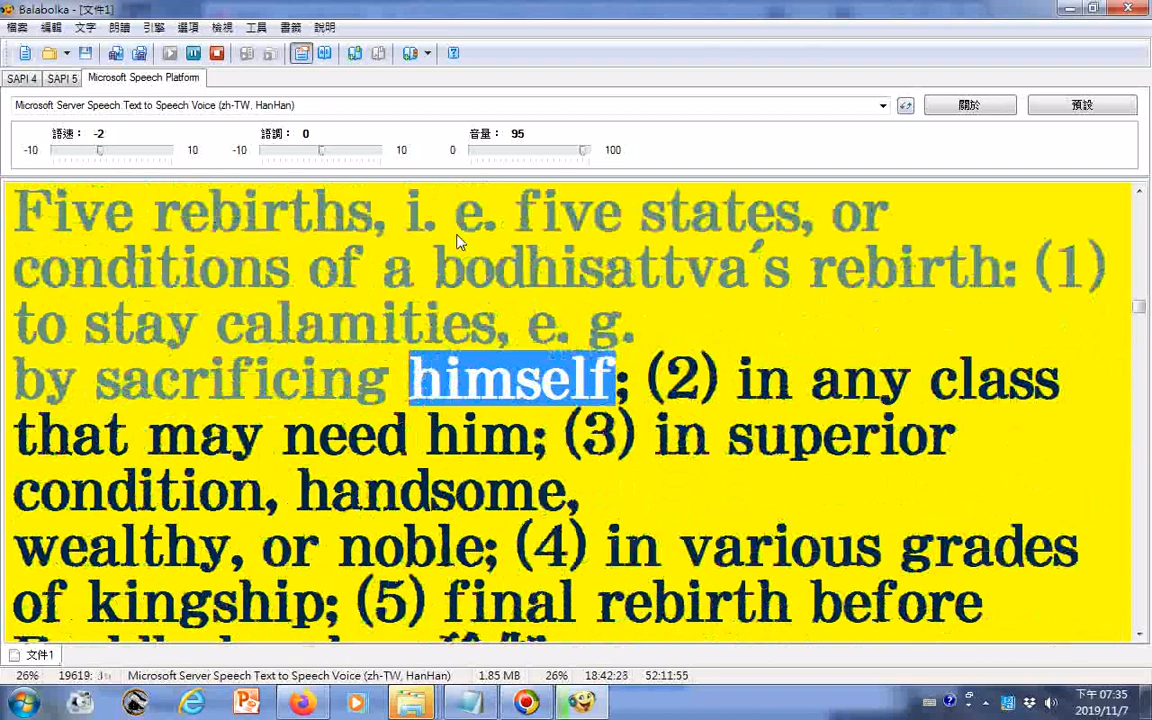 Balabolka - [文件1]
檔案 編輯 文字 朗讀 引擎 選項 檢視 工具 書籤 說明
SAPI 4 SAPI 5 Microsoft Speech Platform
Microsoft Server Speech Text to Speech Voice (zh-TW, HanHan) 關於 預設
語速： -2 語調： 0 音量： 95
-10 10 -10 10 0 100
Five rebirths, i. e. five states, or
conditions of a bodhisattva´s rebirth: (1)
to stay calamities, e. g.
by sacrificing himself; (2) in any class
that may need him; (3) in superior
condition, handsome,
wealthy, or noble; (4) in various grades
of kingship; (5) final rebirth before
文件1
26% 19619: Microsoft Server Speech Text to Speech Voice (zh-TW, HanHan) 1.85 MB 26% 18:42:23 52:11:55
下午 07:35
2019/11/7